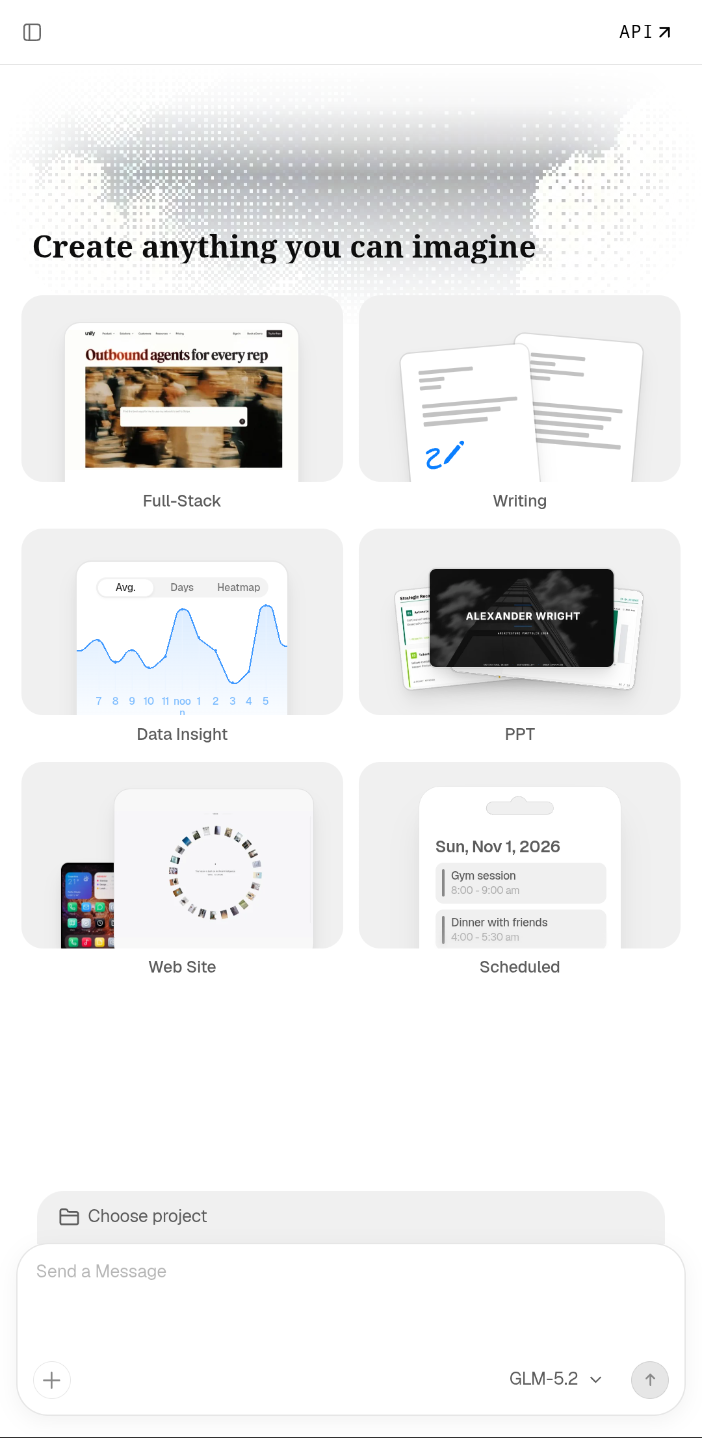 API
Create anything you can imagine
unify
Outbound agents for every rep
Full-Stack
Writing
Avg. Days Heatmap
7 8 9 10 11 noo 1 2 3 4 5
n
Data Insight
ALEXANDER WRIGHT
PPT
Web Site
Sun, Nov 1, 2026
Gym session
8:00 - 9:00 am
Dinner with friends
4:00 - 5:30 am
Scheduled
Choose project
Send a Message
GLM-5.2